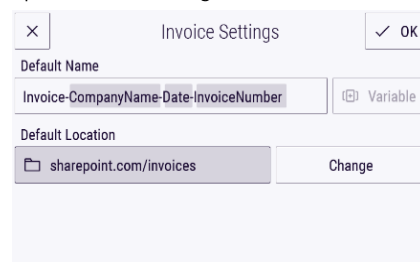 Invoice Settings
OK
Default Name
Invoice-CompanyName-Date-InvoiceNumber
Variable
Default Location
sharepoint.com/invoices
Change